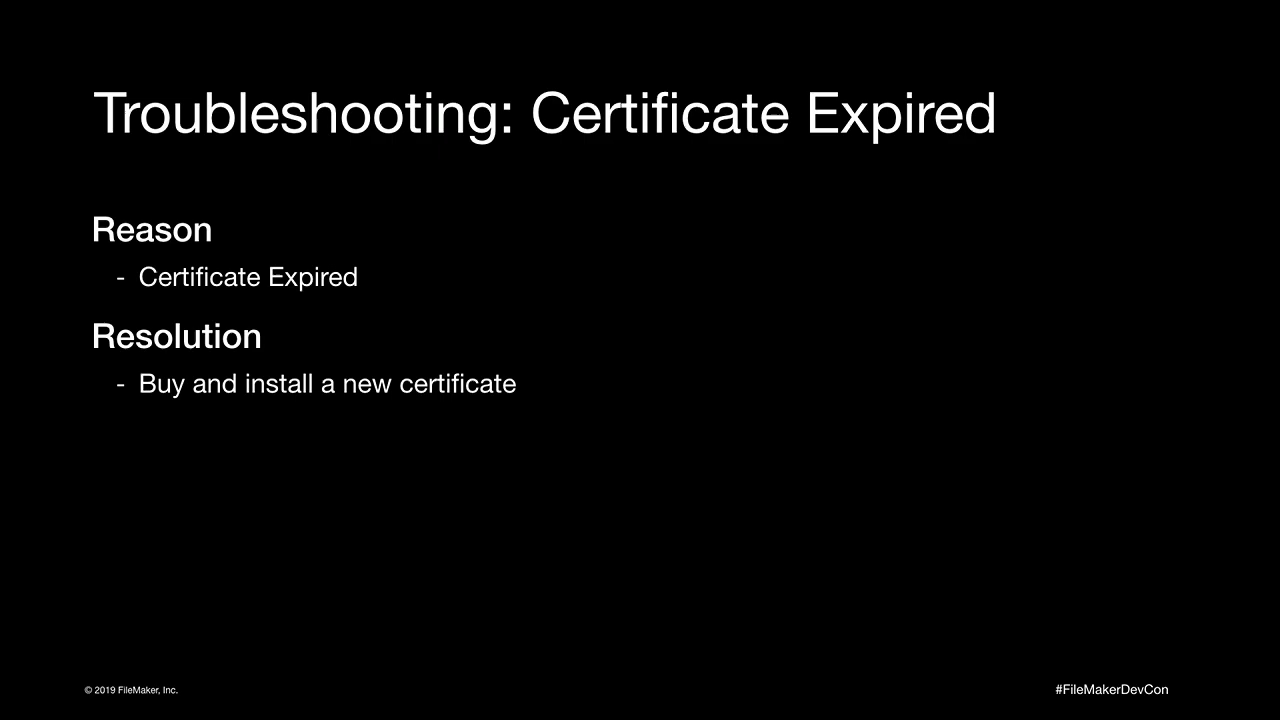 Troubleshooting: Certificate Expired
Reason
- Certificate Expired
Resolution
- Buy and install a new certificate
© 2019 FileMaker, Inc.
#FileMakerDevCon